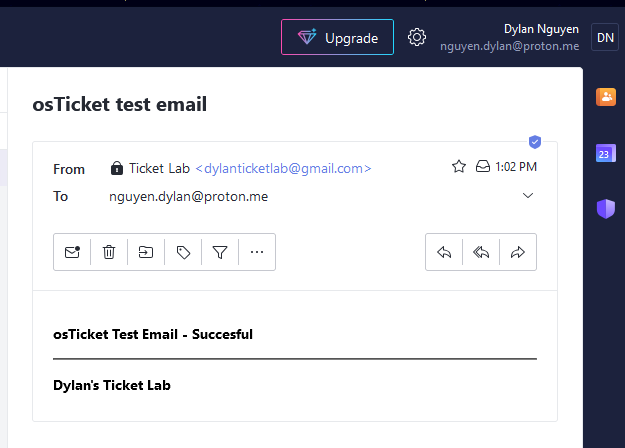 Upgrade
Dylan Nguyen
nguyen.dylan@proton.me
DN
osTicket test email
From Ticket Lab <dylanticketlab@gmail.com> 1:02 PM
To nguyen.dylan@proton.me
23
osTicket Test Email - Succesful
Dylan's Ticket Lab